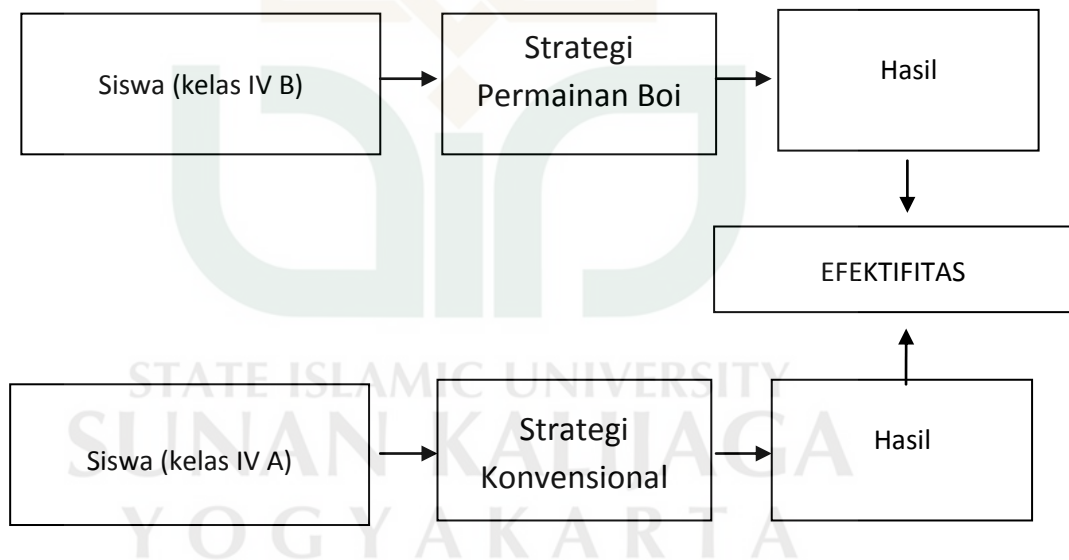 Siswa (kelas IV B)
Strategi
Permainan Boi
Hasil
EFEKTIFITAS
STATE ISLAMIC UNIVERSITY
SUNAN KALIJAGA
YOGYAKARTA
Siswa (kelas IV A)
Strategi
Konvensional
Hasil